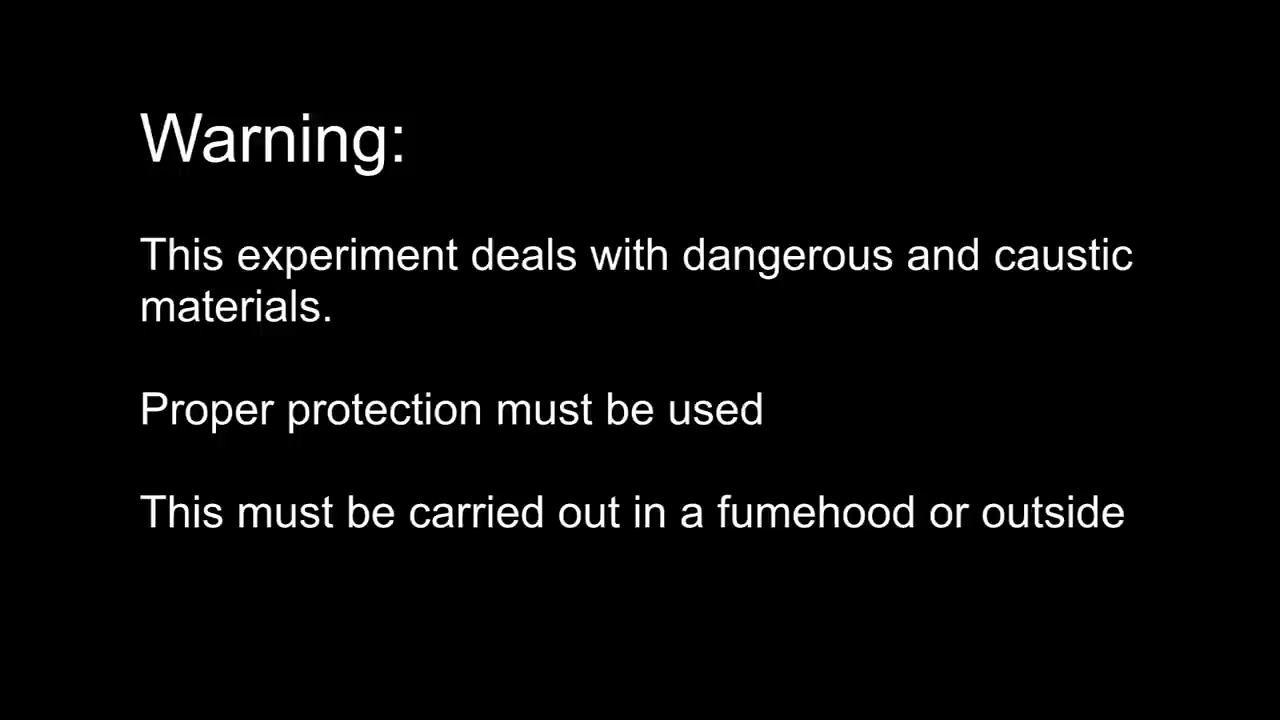 Warning:
This experiment deals with dangerous and caustic
materials.
Proper protection must be used
This must be carried out in a fumehood or outside